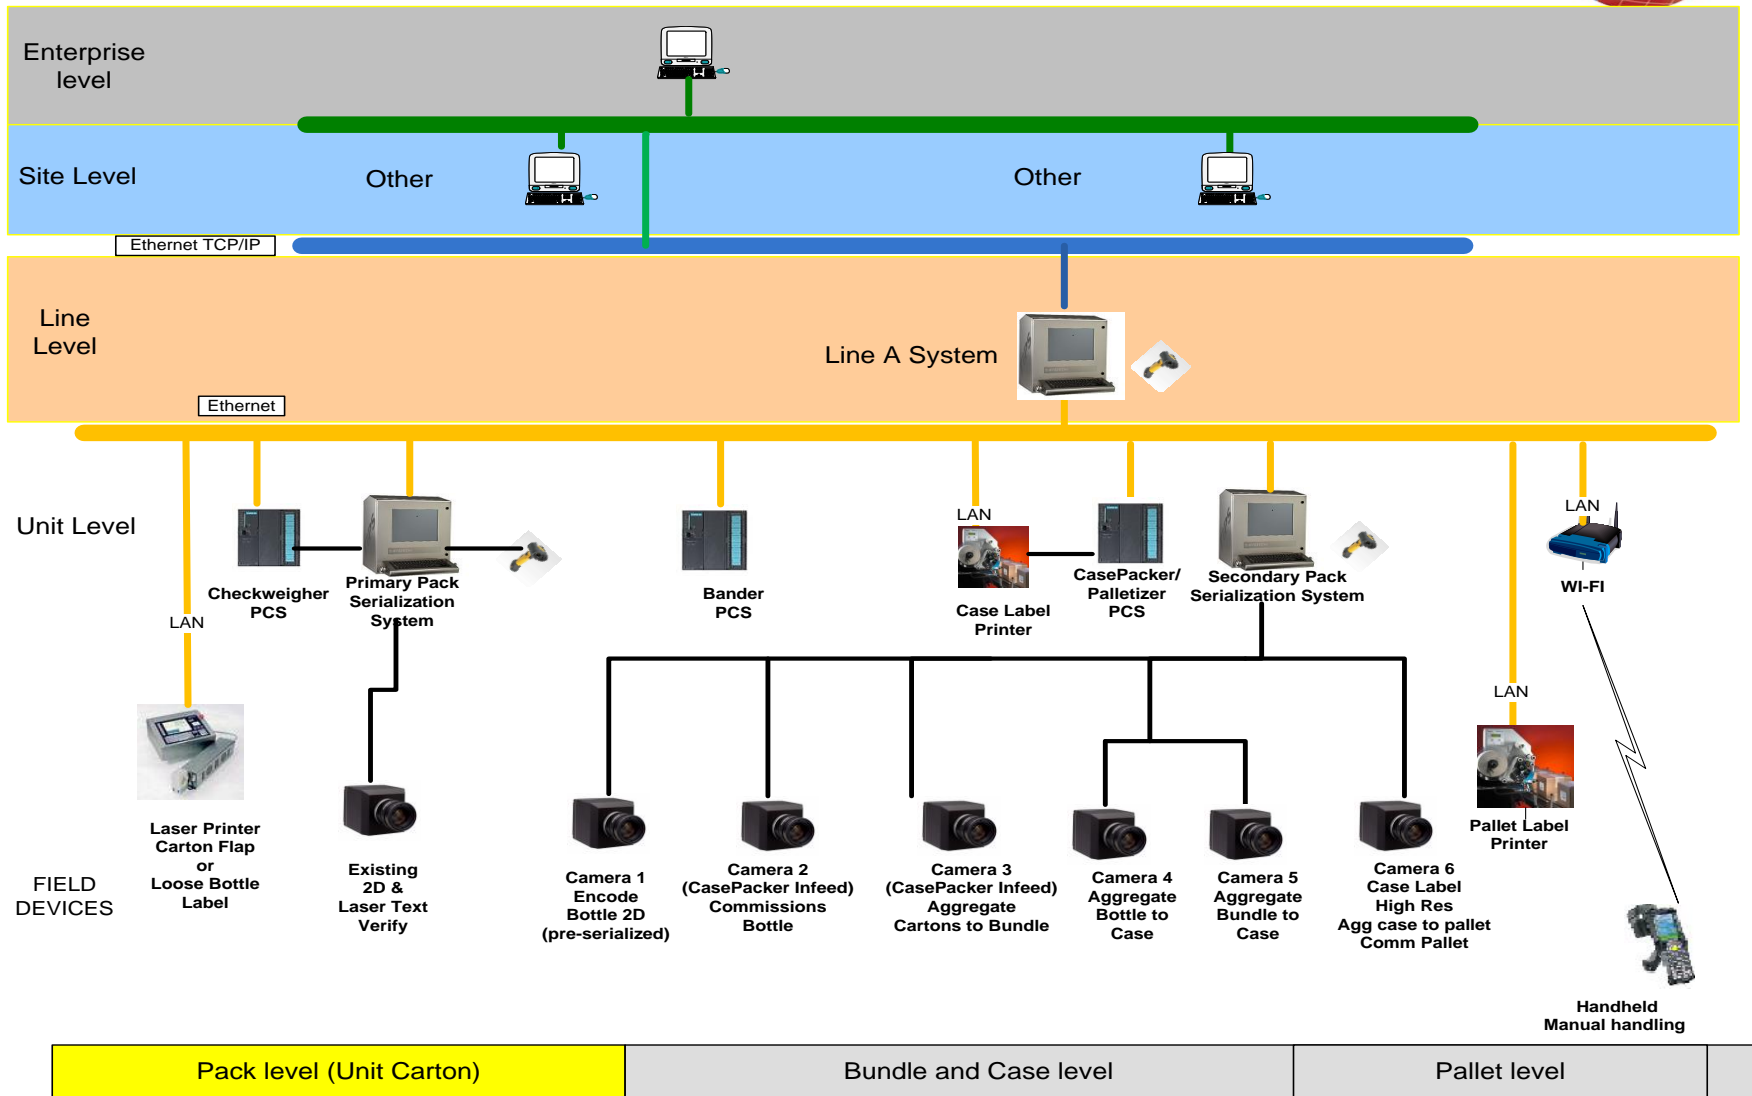 Enterprise
level
Site Level
Other
Other
Ethernet TCP/IP
Line
Level
Line A System
Ethernet
Unit Level
LAN
LAN
Checkweigher
PCS
Primary Pack
Serialization
System
Bander
PCS
Case Label
Printer
CasePacker/
Palletizer
PCS
Secondary Pack
Serialization System
WI-FI
LAN
LAN
Laser Printer
Carton Flap
or
Loose Bottle
Label
Existing
2D &
Laser Text
Verify
Camera 1
Encode
Bottle 2D
(pre-serialized)
Camera 2
(CasePacker Infeed)
Commissions
Bottle
Camera 3
(CasePacker Infeed)
Aggregate
Cartons to Bundle
Camera 4
Aggregate
Bottle to
Case
Camera 5
Aggregate
Bundle to
Case
Camera 6
Case Label
High Res
Agg case to pallet
Comm Pallet
Pallet Label
Printer
FIELD
DEVICES
Handheld
Manual handling
Pack level (Unit Carton)
Bundle and Case level
Pallet level